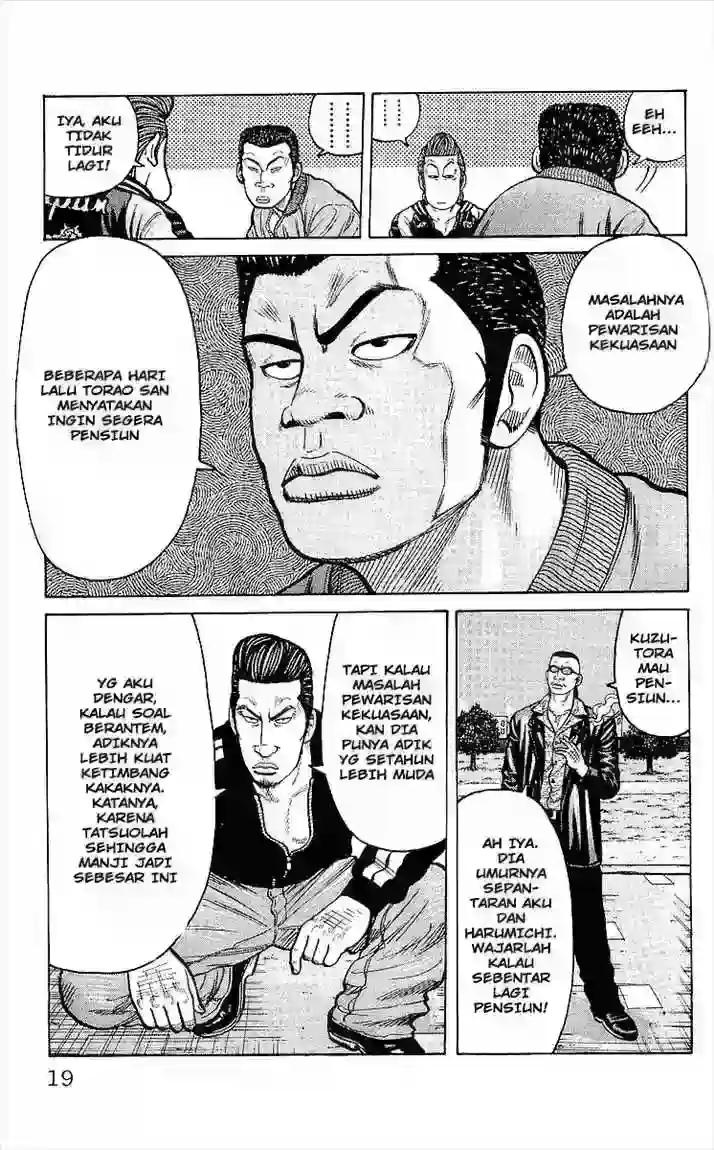 EH
EEH...
.......
.......
IYA, AKU
TIDAK
TIDUR
LAGI!
MASALAHNYA
ADALAH
PEWARISAN
KEKUASAAN
BEBERAPA HARI
LALU TORAO SAN
MENYATAKAN
INGIN SEGERA
PENSIUN
KUZU-
TORA
MAU
PEN-
SIUN...
AH IYA.
DIA
UMURNYA
SEPAN-
TARAN AKU
DAN
HARUMICHI.
WAJARLAH
KALAU
SEBENTAR
LAGI
PENSIUN!
TAPI KALAU
MASALAH
PEWARISAN
KEKUASAAN,
KAN DIA
PUNYA ADIK
YG SETAHUN
LEBIH MUDA
YG AKU
DENGAR,
KALAU SOAL
BERANTEM,
ADIKNYA
LEBIH KUAT
KETIMBANG
KAKAKNYA.
KATANYA,
KARENA
TATSUOLAH
SEHINGGA
MANJI JADI
SEBESAR INI
19